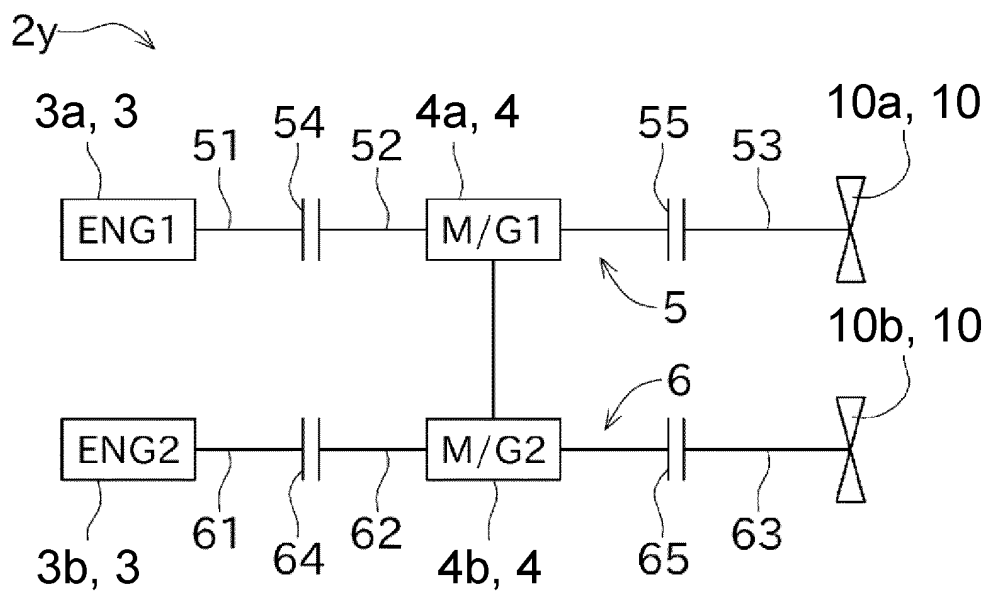 2y
3a, 3 54 4a, 4 55 10a, 10
51 52 53
ENG1 M/G1
5
10b, 10
6
ENG2 M/G2
61 64 62 65 63
3b, 3 4b, 4